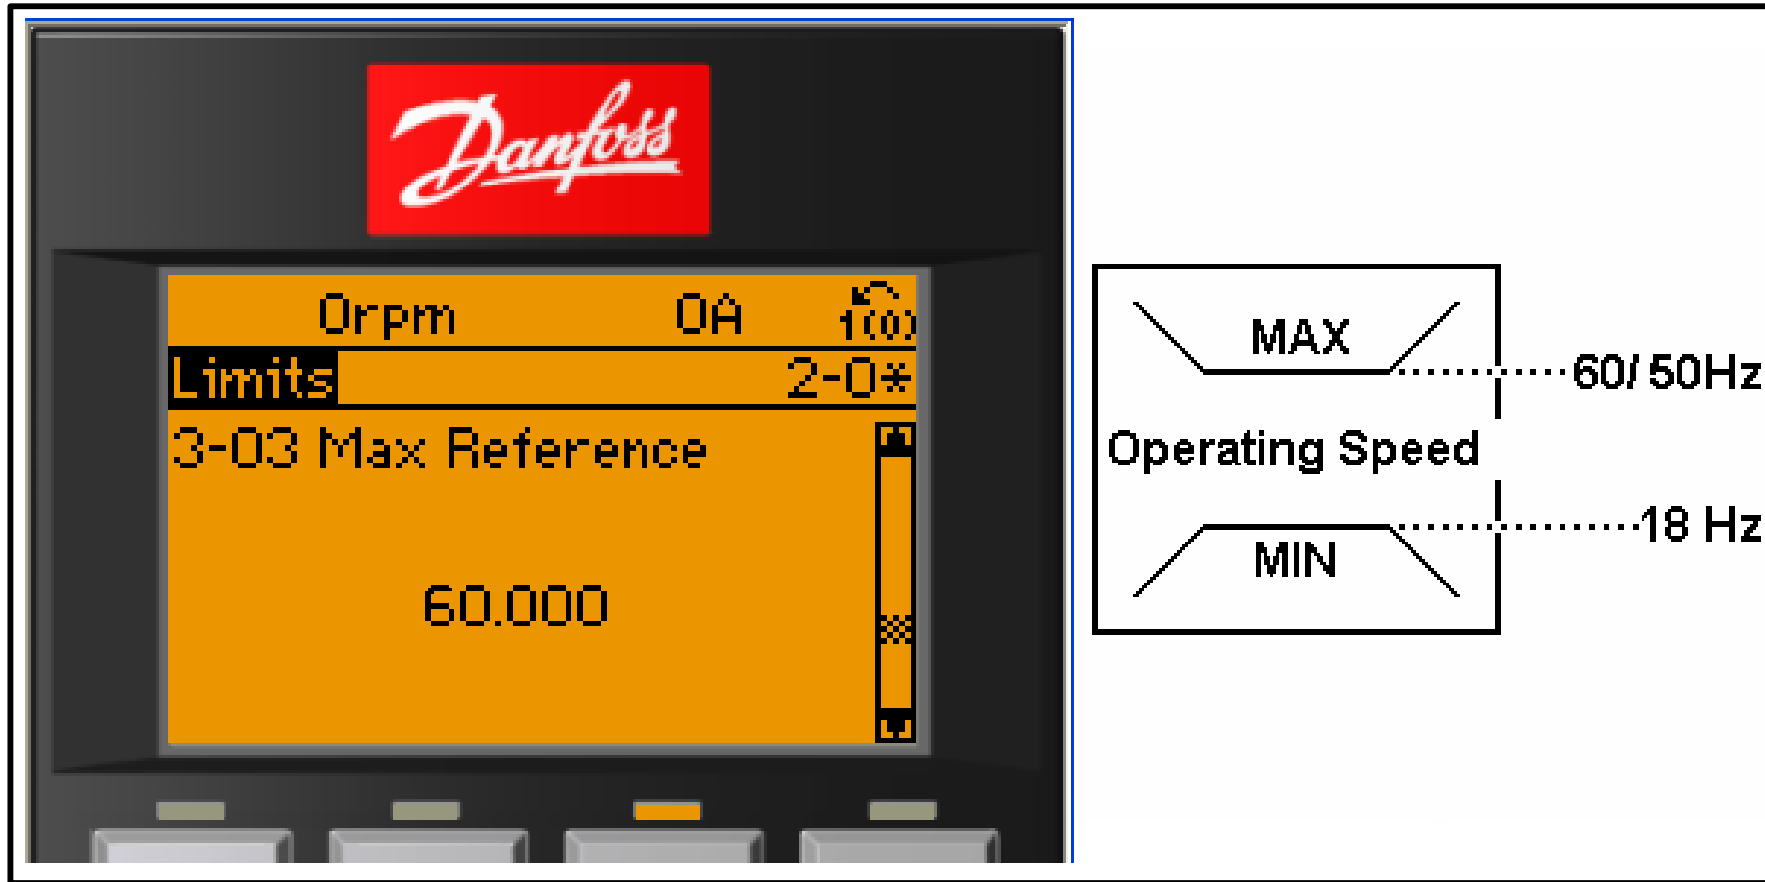 Danfoss
0rpm 0A 1(0)
Limits 2-0*
3-03 Max Reference
60.000
MAX
60/ 50Hz
Operating Speed
18 Hz
MIN